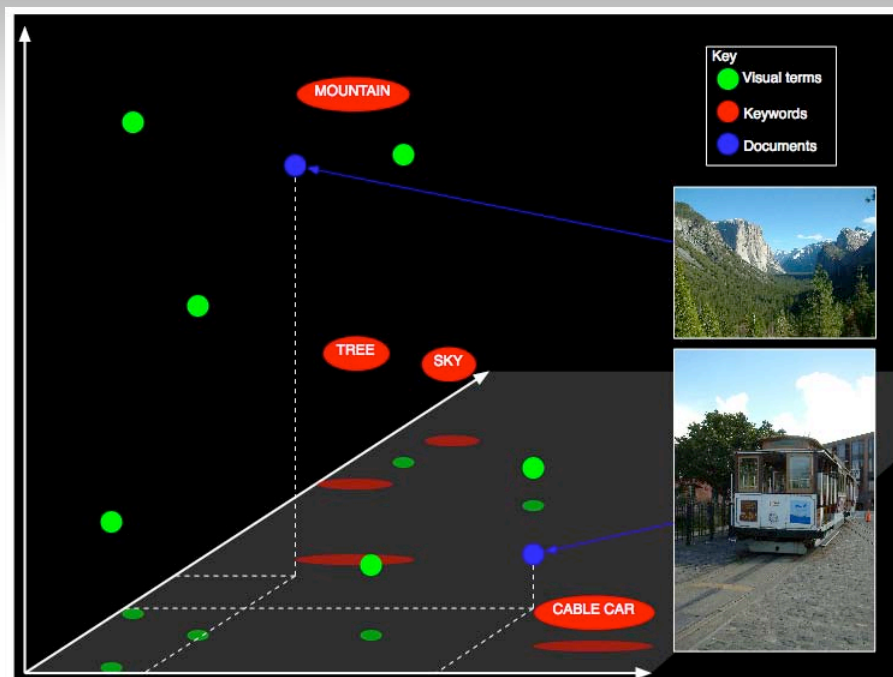 MOUNTAIN
Key
Visual terms
Keywords
Documents
TREE
SKY
CABLE CAR